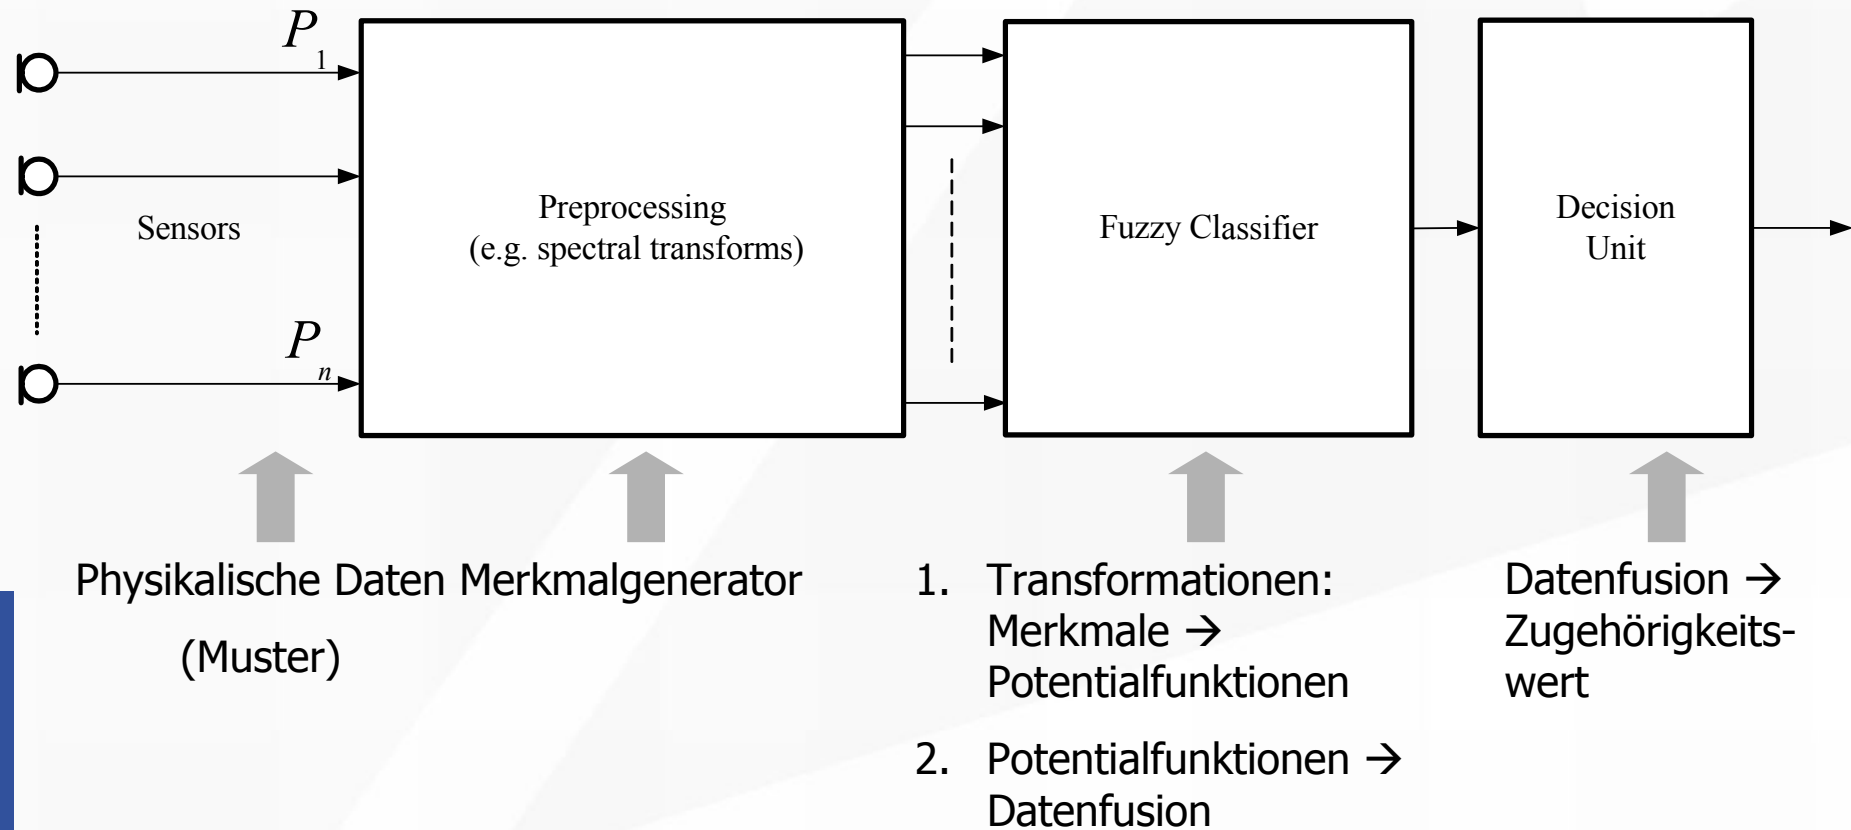 P1
Sensors
Pn
Preprocessing
(e.g. spectral transforms)
Fuzzy Classifier
Decision
Unit
Physikalische Daten
(Muster)
Merkmalgenerator
1. Transformationen:
Merkmale →
Potentialfunktionen
2. Potentialfunktionen →
Datenfusion
Datenfusion →
Zugehörigkeits-
wert